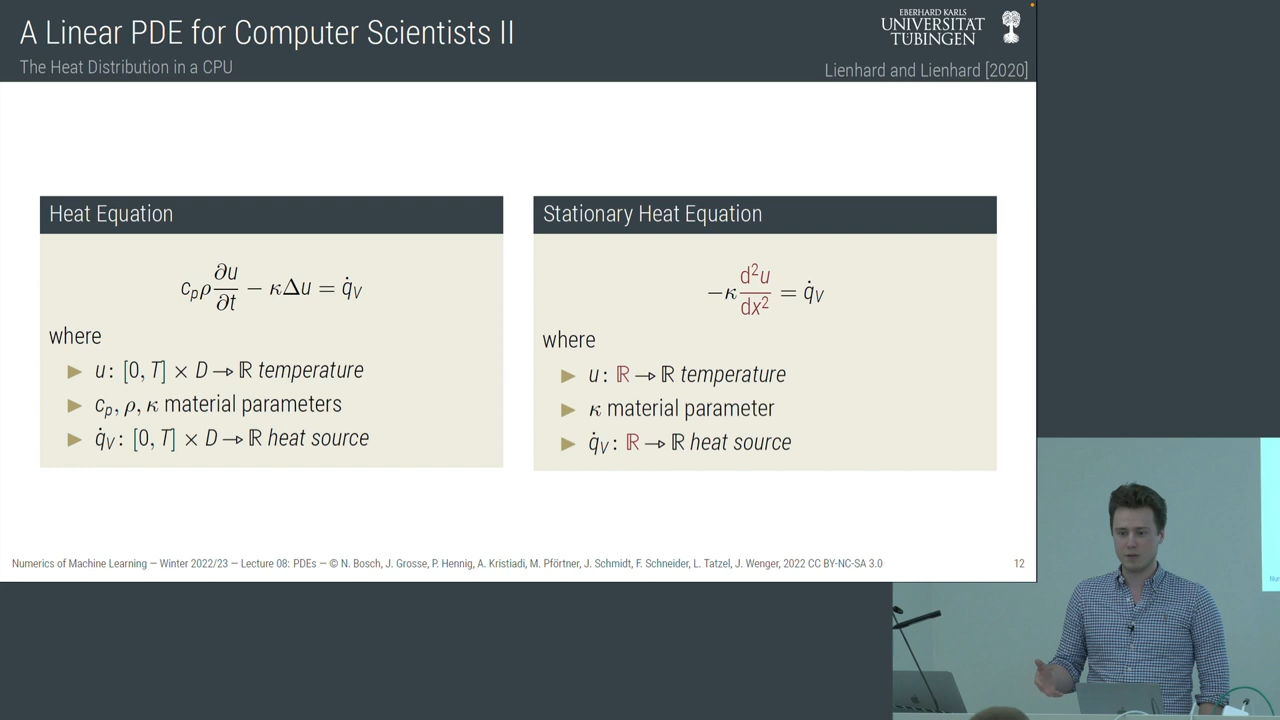 A Linear PDE for Computer Scientists II
The Heat Distribution in a CPU
EBERHARD KARLS
UNIVERSITÄT
TÜBINGEN
Lienhard and Lienhard [2020]
Heat Equation
c_p ρ ∂u/∂t − κΔu = q̇_V
where
▶ u: [0, T] × D → ℝ temperature
▶ c_p, ρ, κ material parameters
▶ q̇_V: [0, T] × D → ℝ heat source
Stationary Heat Equation
−κ d²u/dx² = q̇_V
where
▶ u: ℝ → ℝ temperature
▶ κ material parameter
▶ q̇_V: ℝ → ℝ heat source
Numerics of Machine Learning — Winter 2022/23 — Lecture 08: PDEs — © N. Bosch, J. Grosse, P. Hennig, A. Kristiadi, M. Pförtner, J. Schmidt, F. Schneider, L. Tatzel, J. Wenger, 2022 CC BY-NC-SA 3.0
12